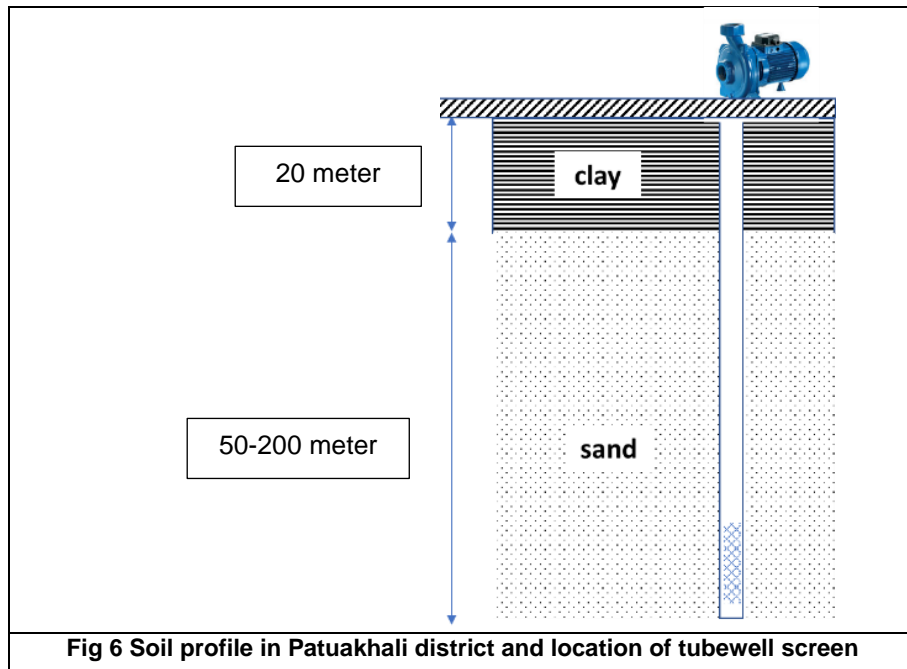 20 meter
clay
50-200 meter
sand
Fig 6 Soil profile in Patuakhali district and location of tubewell screen